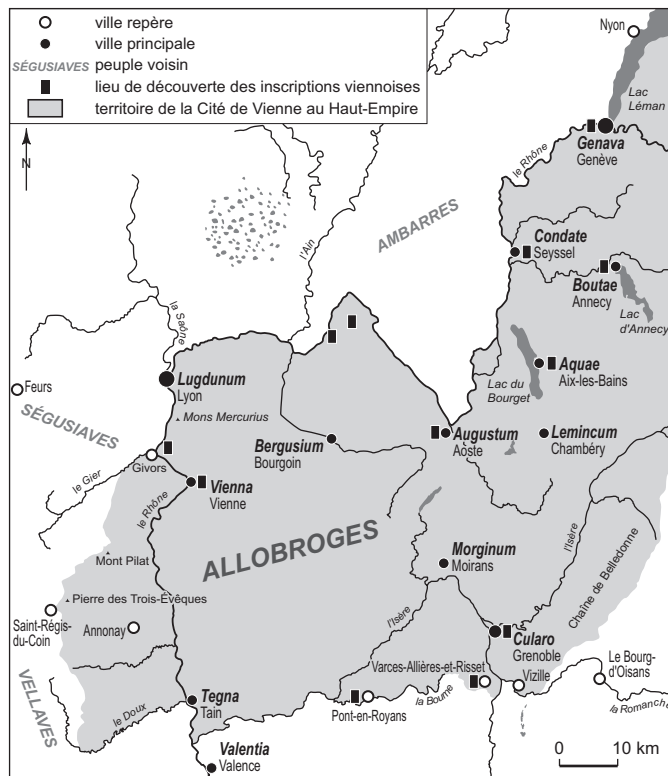 ville repère
ville principale
SÉGUSIAVES peuple voisin
lieu de découverte des inscriptions viennoises
territoire de la Cité de Vienne au Haut-Empire
N
Nyon
Lac
Léman
Genava
Genève
le Rhône
AMBARRES
l'Ain
Condate
Seyssel
Boutae
Annecy
Lac
d'Annecy
la Saône
Aquae
Aix-les-Bains
Lac du
Bourget
Feurs
Lugdunum
Lyon
Mons Mercurius
SÉGUSIAVES
Bergusium
Bourgoin
Augustum
Aoste
Lemincum
Chambéry
Givors
le Gier
Vienna
Vienne
le Rhône
ALLOBROGES
l'Isère
Morginum
Moirans
Chaîne de Belledonne
Mont Pilat
Pierre des Trois-Évêques
Saint-Régis-
du-Coin
Annonay
l'Isère
Cularo
Grenoble
Varces-Allières-et-Risset
Vizille
Le Bourg-
d'Oisans
la Romanche
VELLAVES
le Doux
Tegna
Tain
Pont-en-Royans
la Bourne
Valentia
Valence
0 10 km